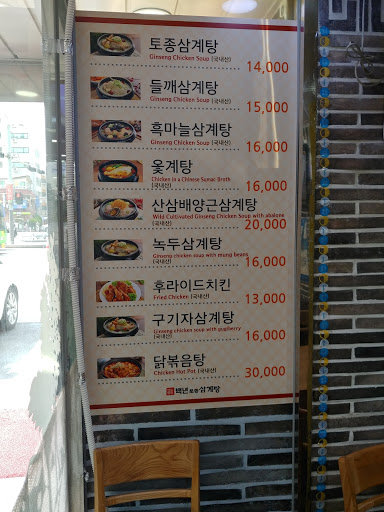 토종삼계탕
Ginseng Chicken Soup (국내산)
14,000
들깨삼계탕
Ginseng Chicken Soup (국내산)
15,000
흑마늘삼계탕
Ginseng Chicken Soup (국내산)
16,000
옻계탕
Chicken in a Chinese Sumac Broth
(국내산)
16,000
산삼배양근삼계탕
Wild Cultivated Ginseng Chicken Soup with abalone
(국내산)
20,000
녹두삼계탕
Ginseng chicken soup with mung beans
(국내산)
16,000
후라이드치킨
Fried Chicken (국내산)
13,000
구기자삼계탕
Ginseng chicken soup with gugiberry
(국내산)
16,000
닭볶음탕
Chicken Hot Pot (국내산)
30,000
백년토종삼계탕